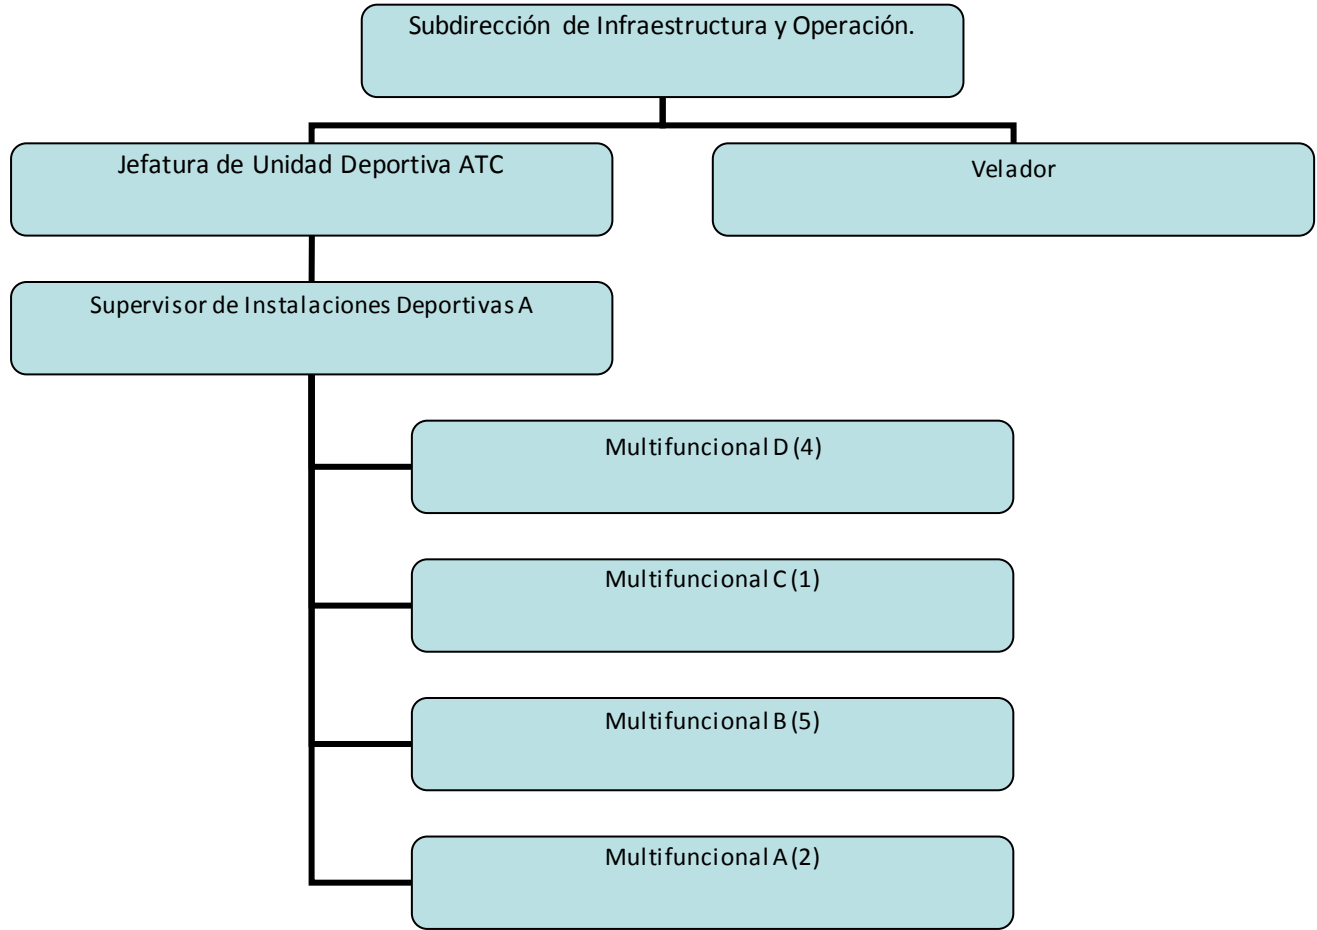 Subdirección de Infraestructura y Operación.
Jefatura de Unidad Deportiva ATC
Velador
Supervisor de Instalaciones Deportivas A
Multifuncional D (4)
Multifuncional C (1)
Multifuncional B (5)
Multifuncional A (2)